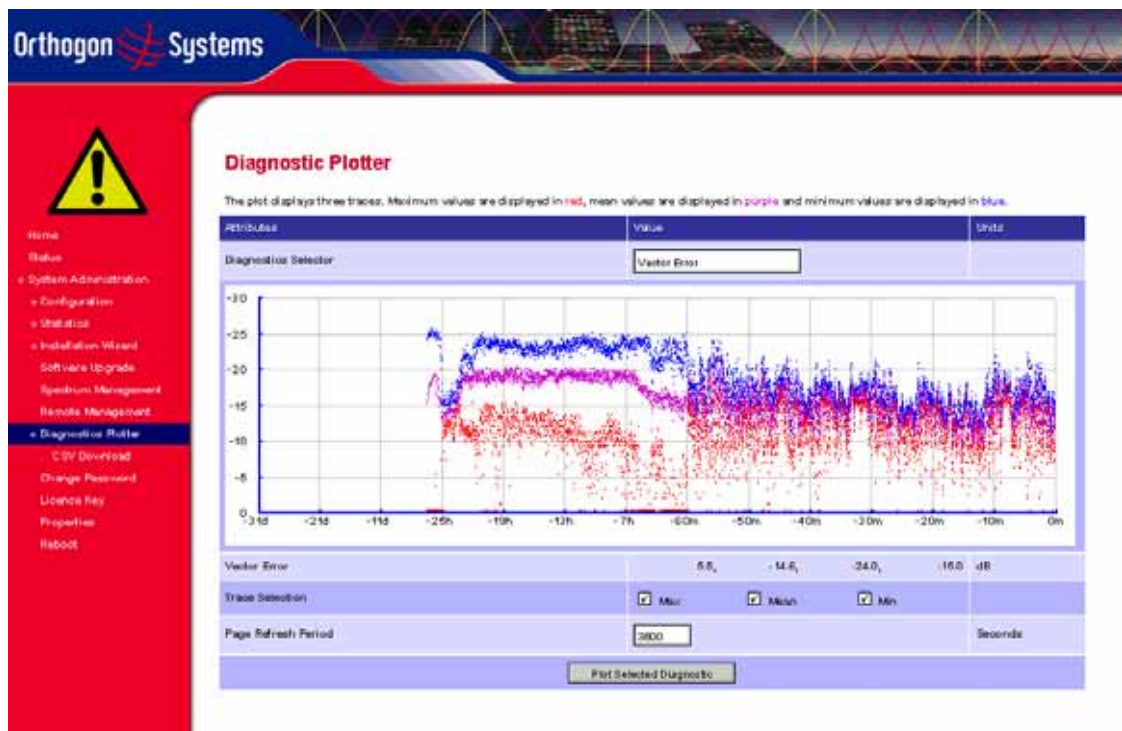 Orthogon Systems
Diagnostic Plotter
The plot displays three traces. Maximum values are displayed in red, mean values are displayed in purple and minimum values are displayed in blue.
Home
Status
» System Administration
» Configuration
» Statistics
» Installation Wizard
Software Upgrade
Spectrum Management
Remote Management
» Diagnostics Plotter
CSV Download
Change Password
Licence Key
Properties
Reboot
Attributes Value Units
Diagnostics Selector Vector Error
-30
-25
-20
-15
-10
-5
0
-31d -21d -11d -25h -19h -13h -7h -60m -50m -40m -30m -20m -10m 0m
Vector Error -14.6, -24.0, dB
Trace Selection Max Mean Min
Page Refresh Period 3600 Seconds
Plot Selected Diagnostic